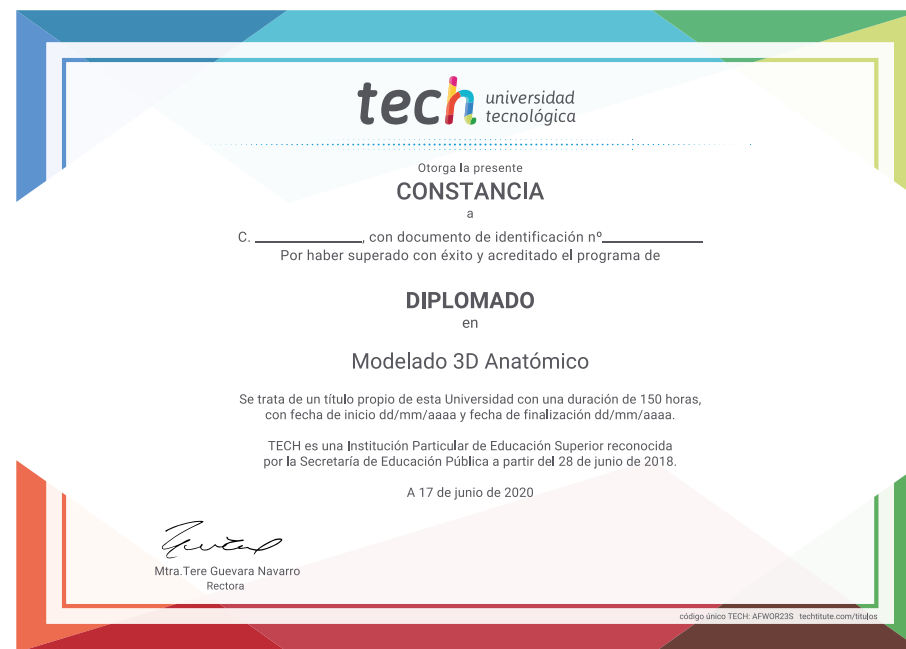 tech universidad
tecnológica
Otorga la presente
CONSTANCIA
a
C. ______________, con documento de identificación nº_____________
Por haber superado con éxito y acreditado el programa de
DIPLOMADO
en
Modelado 3D Anatómico
Se trata de un título propio de esta Universidad con una duración de 150 horas,
con fecha de inicio dd/mm/aaaa y fecha de finalización dd/mm/aaaa.
TECH es una Institución Particular de Educación Superior reconocida
por la Secretaría de Educación Pública a partir del 28 de junio de 2018.
A 17 de junio de 2020
Mtra.Tere Guevara Navarro
Rectora
código único TECH: AFWOR23S techtitute.com/titulos